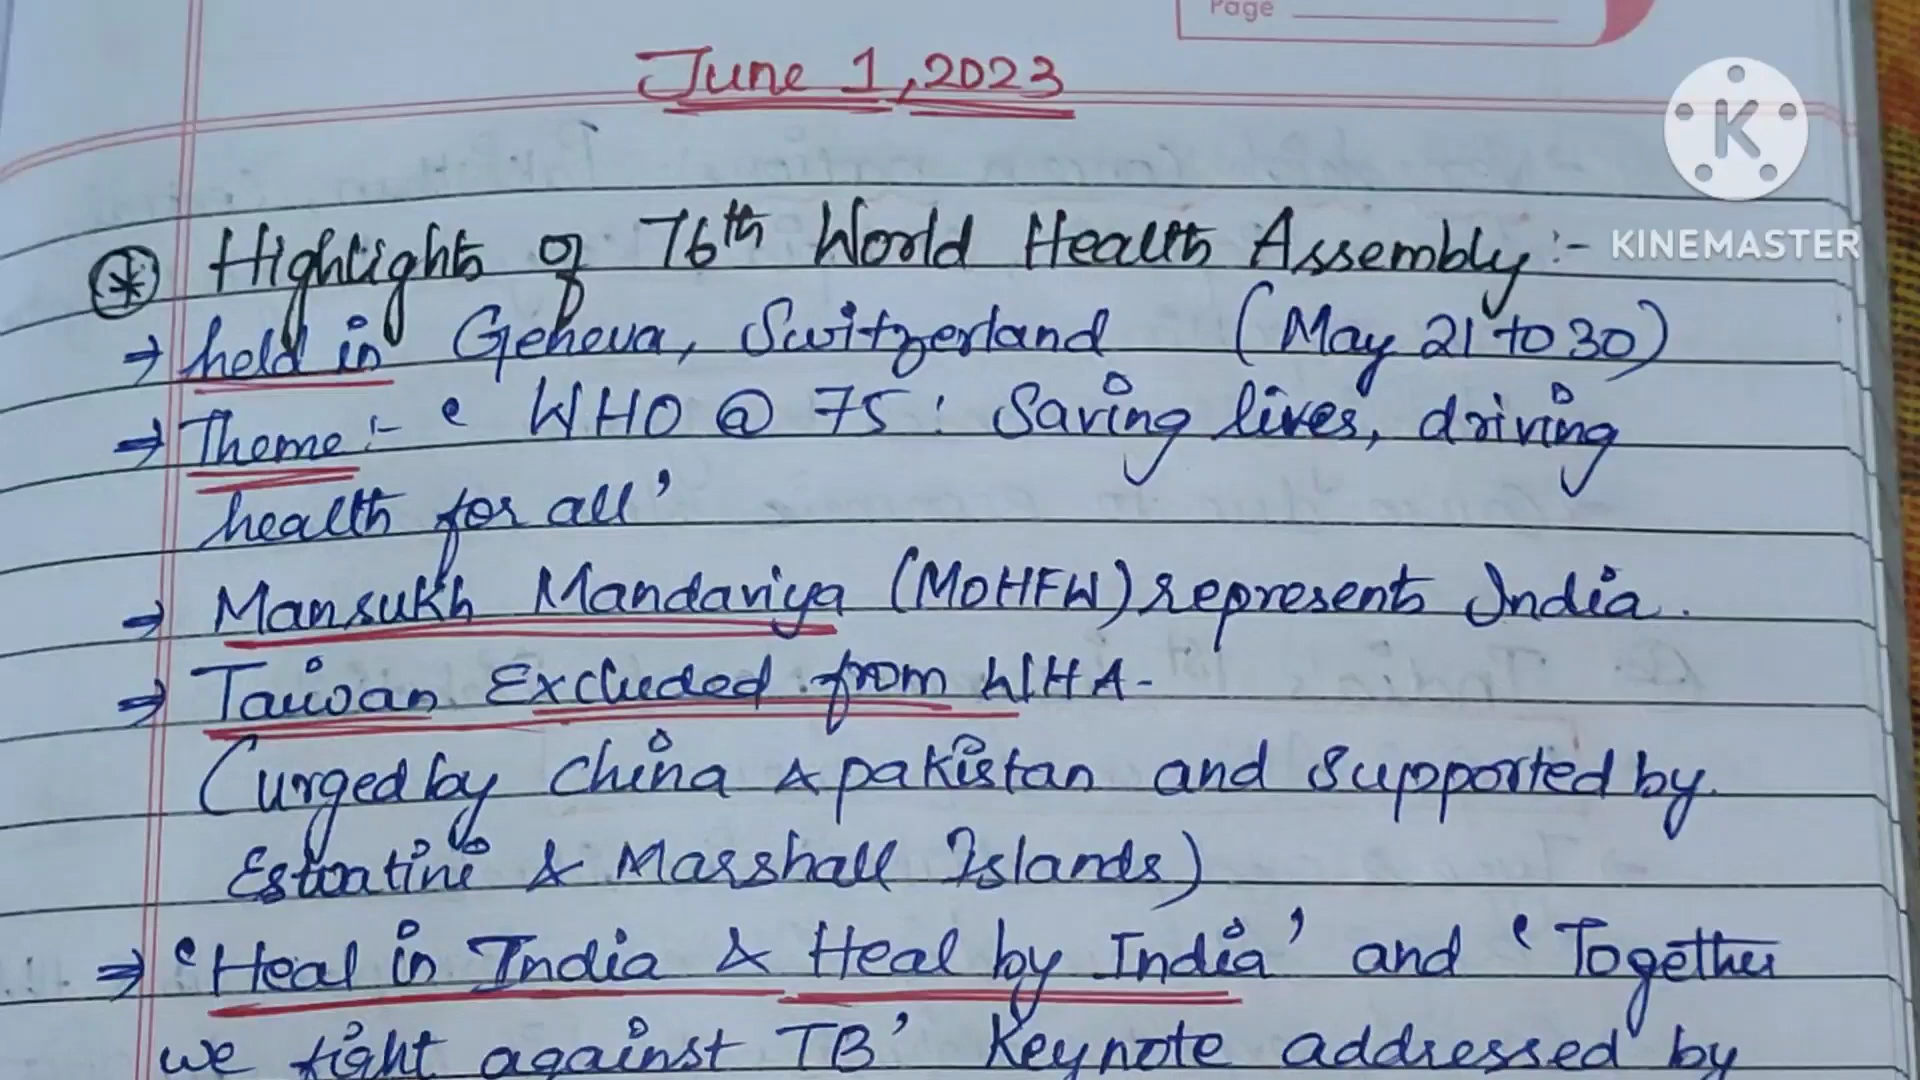 Page
June 1, 2023
KINEMASTER
Highlights of 76th World Health Assembly :-
→ held in Geneva, Switzerland (May 21 to 30)
→ Theme :- ' WHO @ 75 : Saving lives, driving
health for all '
→ Mansukh Mandaviya (MOHFW) represents India.
→ Taiwan Excluded from WHA -
(urged by China & pakistan and supported by
& Marshall Islands)
⇒ 'Heal in India & Heal by India' and 'Together
we fight against TB' Keynote addressed by